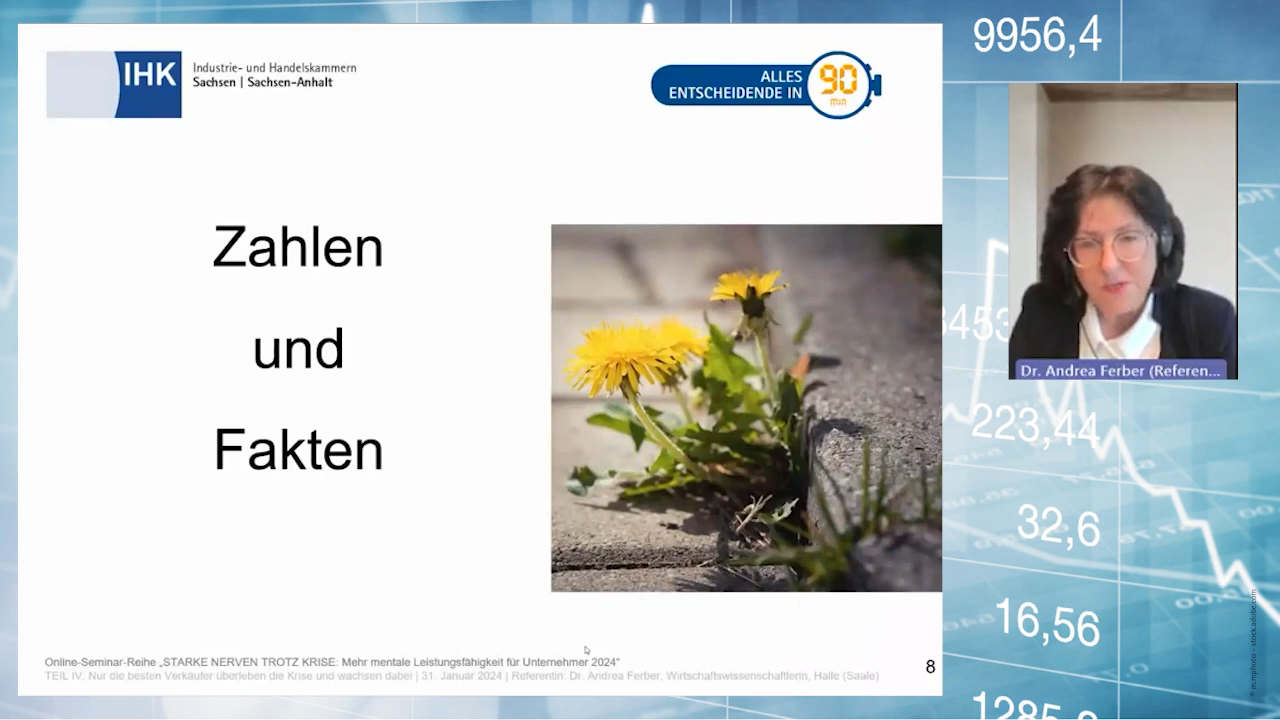 IHK
Industrie- und Handelskammern
Sachsen | Sachsen-Anhalt
ALLES
ENTSCHEIDENDE IN
90
min
Zahlen
und
Fakten
Online-Seminar-Reihe „STARKE NERVEN TROTZ KRISE: Mehr mentale Leistungsfähigkeit für Unternehmer 2024“
TEIL IV: Nur die besten Verkäufer überleben die Krise und wachsen dabei | 31. Januar 2024 | Referentin: Dr. Andrea Ferber, Wirtschaftswissenschaftlerin, Halle (Saale)
8
9956,4
Dr. Andrea Ferber (Referen...
223,44
32,6
16,56